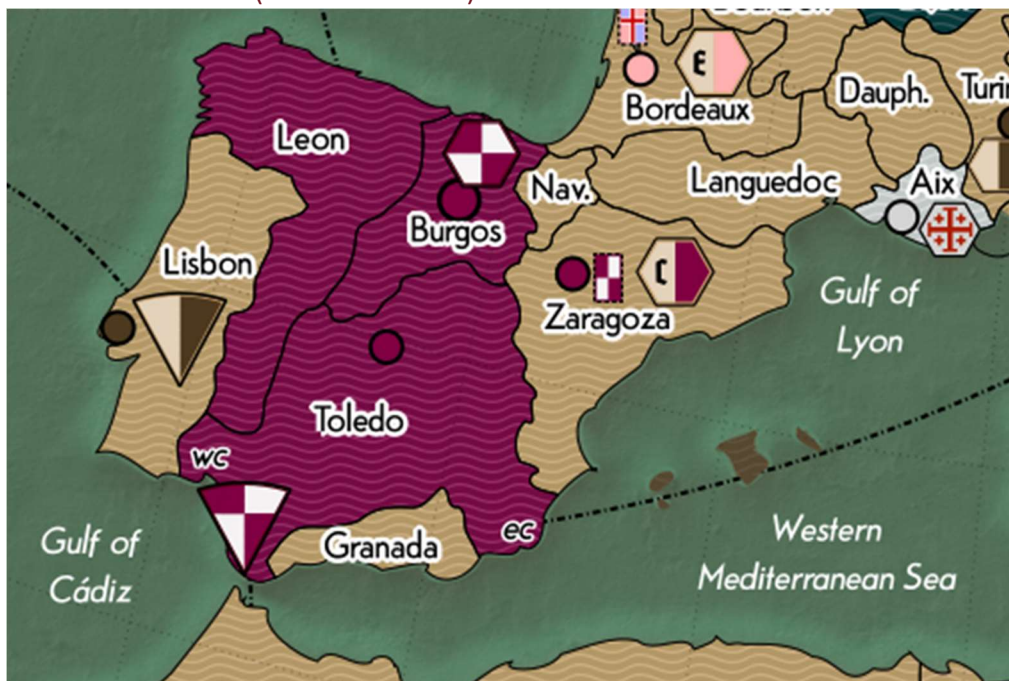 Leon
Bordeaux
E
Dauph.
Nav.
Languedoc
Aix
Burgos
Lisbon
Zaragoza
C
Gulf of
Lyon
Toledo
wc
ec
Granada
Gulf of
Cádiz
Western
Mediterranean Sea